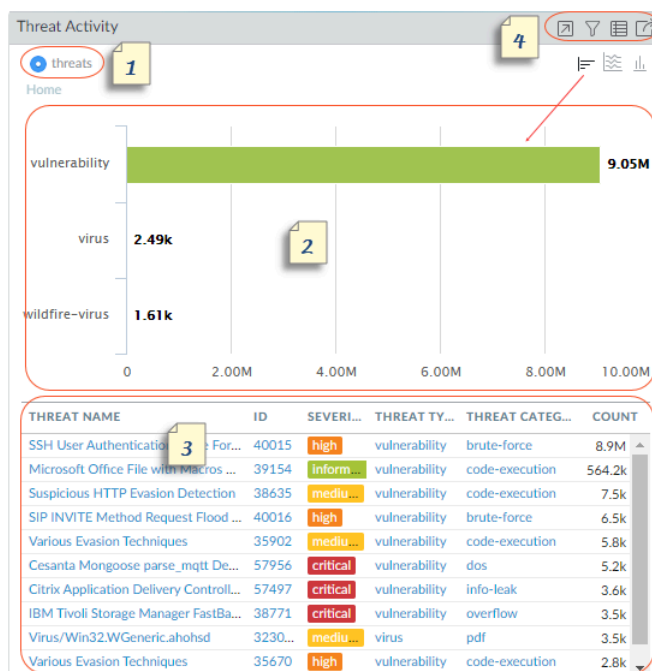 Threat Activity
4
threats
1
Home
vulnerability
9.05M
virus
2.49k
2
wildfire-virus
1.61k
0 2.00M 4.00M 6.00M 8.00M 10.00M
THREAT NAME ID SEVERI... THREAT TY... THREAT CATEG... COUNT
3
SSH User Authentication For... 40015 high vulnerability brute-force 8.9M
Microsoft Office File with Macros ... 39154 inform... vulnerability code-execution 564.2k
Suspicious HTTP Evasion Detection 38635 mediu... vulnerability code-execution 7.5k
SIP INVITE Method Request Flood ... 40016 high vulnerability brute-force 6.5k
Various Evasion Techniques 35902 mediu... vulnerability code-execution 5.8k
Cesanta Mongoose parse_mqtt De... 57956 critical vulnerability dos 5.2k
Citrix Application Delivery Controll... 57497 critical vulnerability info-leak 3.6k
IBM Tivoli Storage Manager FastBa... 38771 critical vulnerability overflow 3.5k
Virus/Win32.WGeneric.ahohsd 3230... mediu... virus pdf 3.5k
Various Evasion Techniques 35670 high vulnerability code-execution 2.8k